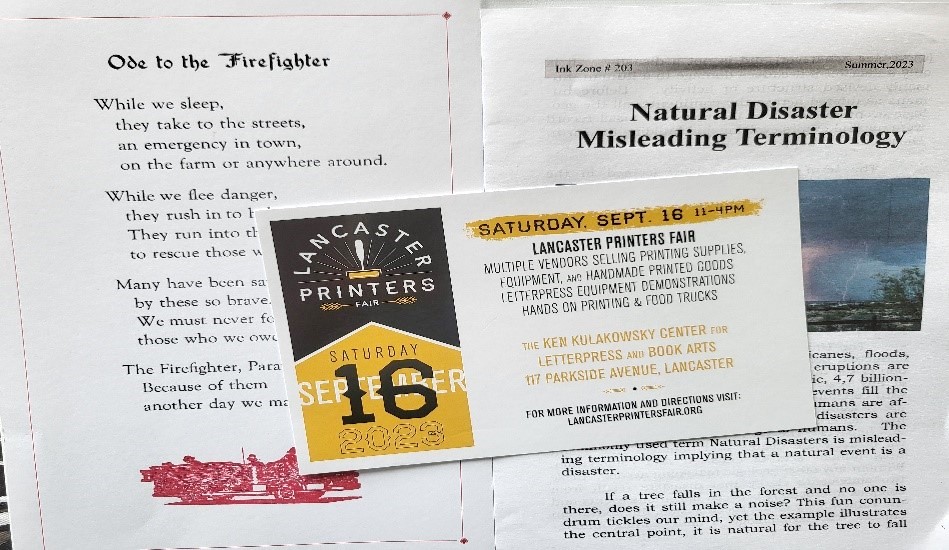 Ode to the Firefighter
While we sleep,
they take to the streets,
an emergency in town,
on the farm or anywhere around.
While we flee danger,
they rush in to
They run into
to rescue those
Many have been
by these so brave.
We must never
those who we
The Firefighter,
Because of them
another day we
LANCASTER
PRINTERS
FAIR
SATURDAY
SEPTEMBER
16
2023
SATURDAY, SEPT. 16 11-4PM
LANCASTER PRINTERS FAIR
MULTIPLE VENDORS SELLING PRINTING SUPPLIES,
EQUIPMENT, AND HANDMADE PRINTED GOODS
LETTERPRESS EQUIPMENT DEMONSTRATIONS
HANDS ON PRINTING & FOOD TRUCKS
THE KEN KULAKOWSKY CENTER FOR
LETTERPRESS AND BOOK ARTS
117 PARKSIDE AVENUE, LANCASTER
FOR MORE INFORMATION AND DIRECTIONS VISIT:
LANCASTERPRINTERSFAIR.ORG
Ink Zone # 203 Summer,2023
Natural Disaster
Misleading Terminology
floods,
eruptions are
4,7 billion-
events fill the
are af-
disasters are
humans. The
used term Natural Disasters is mislead-
ing terminology implying that a natural event is a
disaster.
If a tree falls in the forest and no one is
there, does it still make a noise? This fun conun-
drum tickles our mind, yet the example illustrates
the central point, it is natural for the tree to fall